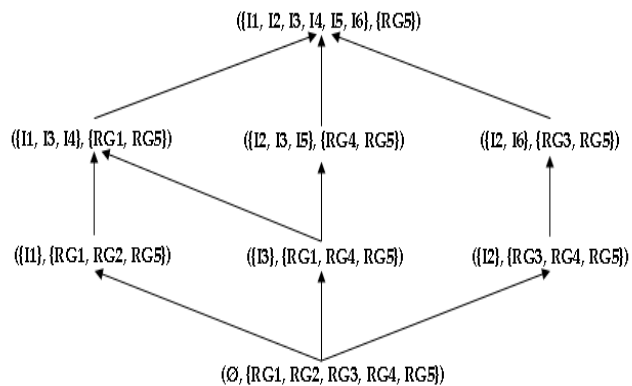 ({I1, I2, I3, I4, I5, I6}, {RG5})
({I1, I3, I4}, {RG1, RG5})
({I2, I3, I5}, {RG4, RG5})
({I2, I6}, {RG3, RG5})
({I1}, {RG1, RG2, RG5})
({I3}, {RG1, RG4, RG5})
({I2}, {RG3, RG4, RG5})
(Ø, {RG1, RG2, RG3, RG4, RG5})